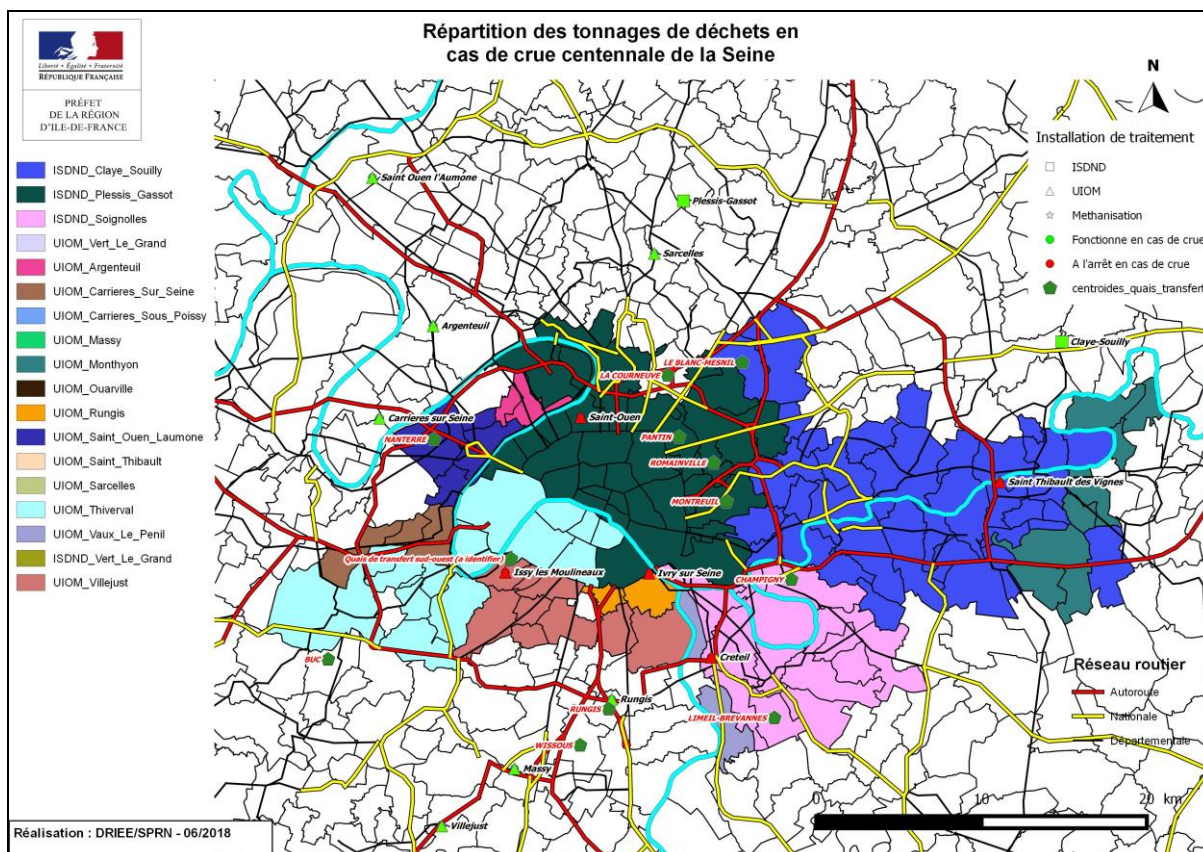 Répartition des tonnages de déchets en
cas de crue centennale de la Seine
Liberté • Égalité • Fraternité
RÉPUBLIQUE FRANÇAISE
PRÉFET
DE LA RÉGION
D'ILE-DE-FRANCE
ISDND_Claye_Souilly
ISDND_Plessis_Gassot
ISDND_Soignolles
UIOM_Vert_Le_Grand
UIOM_Argenteuil
UIOM_Carrieres_Sur_Seine
UIOM_Carrieres_Sous_Poissy
UIOM_Massy
UIOM_Monthyon
UIOM_Ouarville
UIOM_Rungis
UIOM_Saint_Ouen_Laumone
UIOM_Saint_Thibault
UIOM_Sarcelles
UIOM_Thiverval
UIOM_Vaux_Le_Penil
ISDND_Vert_Le_Grand
UIOM_Villejust
N
Installation de traitement
ISDND
UIOM
Methanisation
Fonctionne en cas de crue
A l'arrêt en cas de crue
centroides_quais_transfert
Saint Ouen l'Aumone
Plessis-Gassot
Sarcelles
Argenteuil
Claye-Souilly
LE BLANC-MESNIL
LA COURNEUVE
Carrieres sur Seine
Saint-Ouen
NANTERRE
PANTIN
ROMAINVILLE
Saint Thibault des Vignes
MONTREUIL
Quais de transfert sud-ouest (a identifier)
Issy les Moulineaux
Ivry sur Seine
CHAMPIGNY
BUC
Creteil
Rungis
RUNGIS
LIMEIL-BREVANNES
WISSOUS
Massy
Villejust
Réseau routier
Autoroute
Nationale
Départementale
0 10 20 km
Réalisation : DRIEE/SPRN - 06/2018